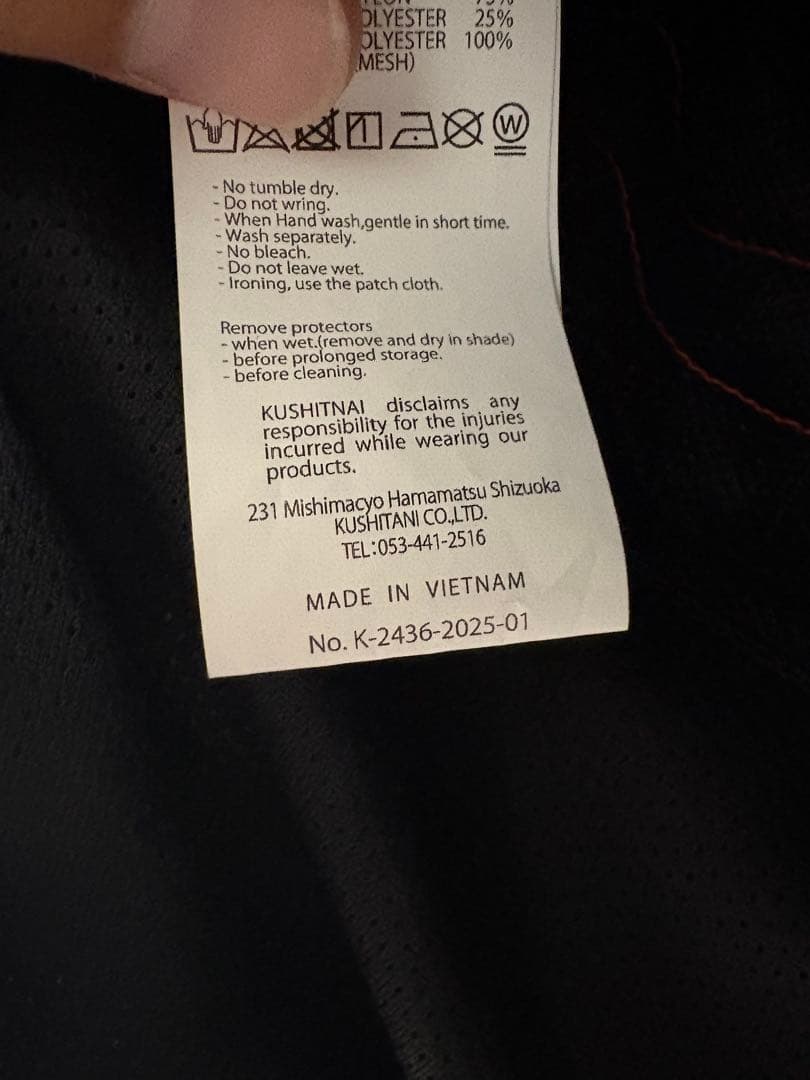 OLYESTER 25%
OLYESTER 100%
MESH)
W
- No tumble dry.
- Do not wring.
- When Hand wash,gentle in short time.
- Wash separately.
- No bleach.
- Do not leave wet.
- Ironing, use the patch cloth.
Remove protectors
- when wet.(remove and dry in shade)
- before prolonged storage.
- before cleaning.
KUSHITNAI disclaims any
responsibility for the injuries
incurred while wearing our
products.
231 Mishimacyo Hamamatsu Shizuoka
KUSHITANI CO.,LTD.
TEL:053-441-2516
MADE IN VIETNAM
No. K-2436-2025-01